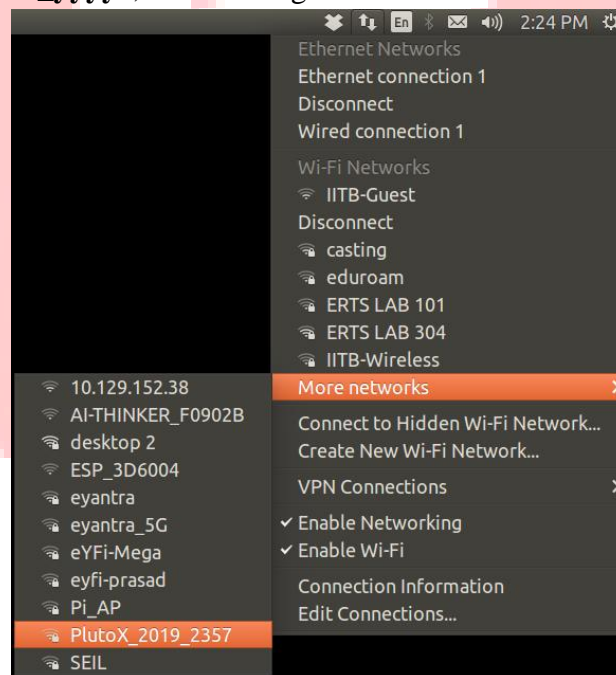 En 2:24 PM
Ethernet Networks
Ethernet connection 1
Disconnect
Wired connection 1
Wi-Fi Networks
IITB-Guest
Disconnect
casting
eduroam
ERTS LAB 101
ERTS LAB 304
IITB-Wireless
More networks
Connect to Hidden Wi-Fi Network...
Create New Wi-Fi Network...
VPN Connections
Enable Networking
Enable Wi-Fi
Connection Information
Edit Connections...
10.129.152.38
AI-THINKER_F0902B
desktop 2
ESP_3D6004
eyantra
eyantra_5G
eYFi-Mega
eyfi-prasad
Pi_AP
PlutoX_2019_2357
SEIL